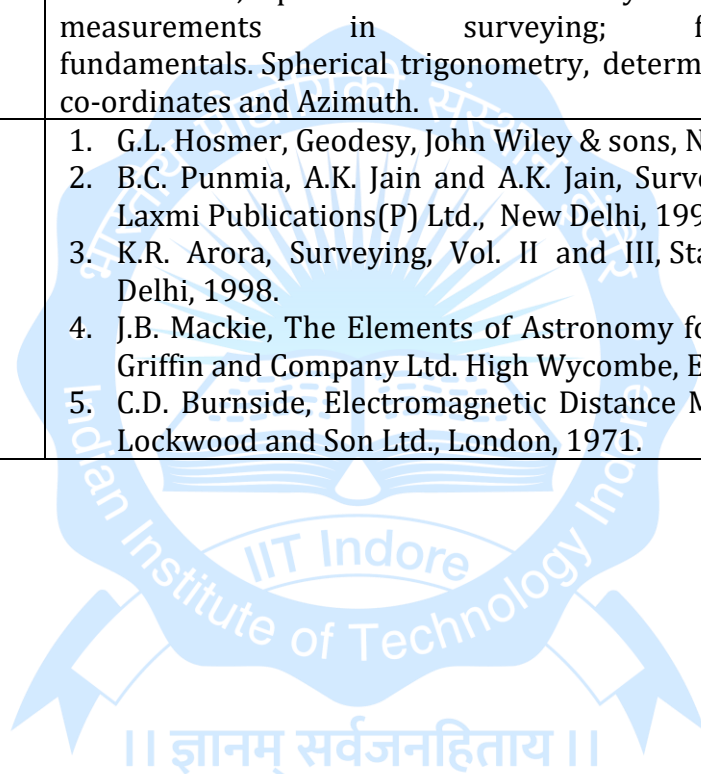 measurements in surveying;
fundamentals. Spherical trigonometry,
co-ordinates and Azimuth.
1. G.L. Hosmer, Geodesy, John Wiley & sons,
2. B.C. Punmia, A.K. Jain and A.K. Jain,
Laxmi Publications(P) Ltd., New Delhi,
3. K.R. Arora, Surveying, Vol. II and III,
Delhi, 1998.
4. J.B. Mackie, The Elements of Astronomy
Griffin and Company Ltd. High Wycombe,
5. C.D. Burnside, Electromagnetic Distance
Lockwood and Son Ltd., London, 1971.
भारतीय प्रौद्योगिकी संस्थान इंदौर
IIT Indore
Indian Institute of Technology Indore
।। ज्ञानम् सर्वजनहिताय ।।